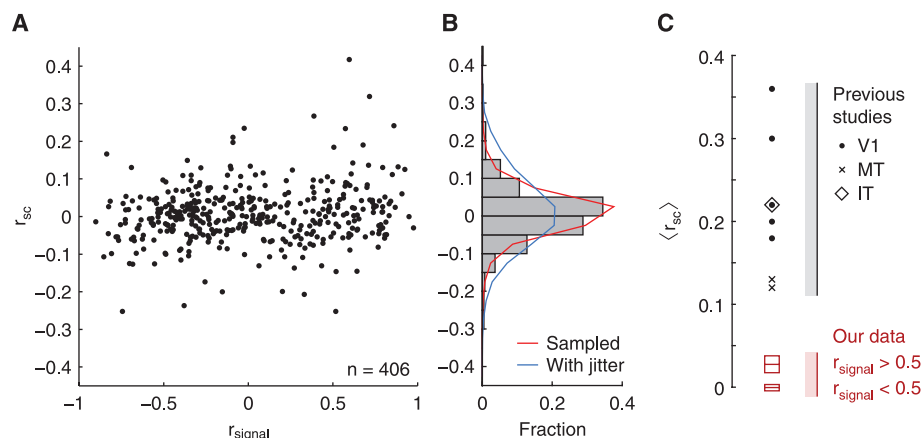 A
r_sc
0.4
0.3
0.2
0.1
0
−0.1
−0.2
−0.3
−0.4
n = 406
−1
−0.5
0
0.5
1
r_signal
B
0.4
0.3
0.2
0.1
0
−0.1
−0.2
−0.3
−0.4
Sampled
With jitter
0
0.2
0.4
Fraction
C
⟨r_sc⟩
0.4
0.3
0.2
0.1
0
Previous
studies
V1
MT
IT
Our data
r_signal > 0.5
r_signal < 0.5